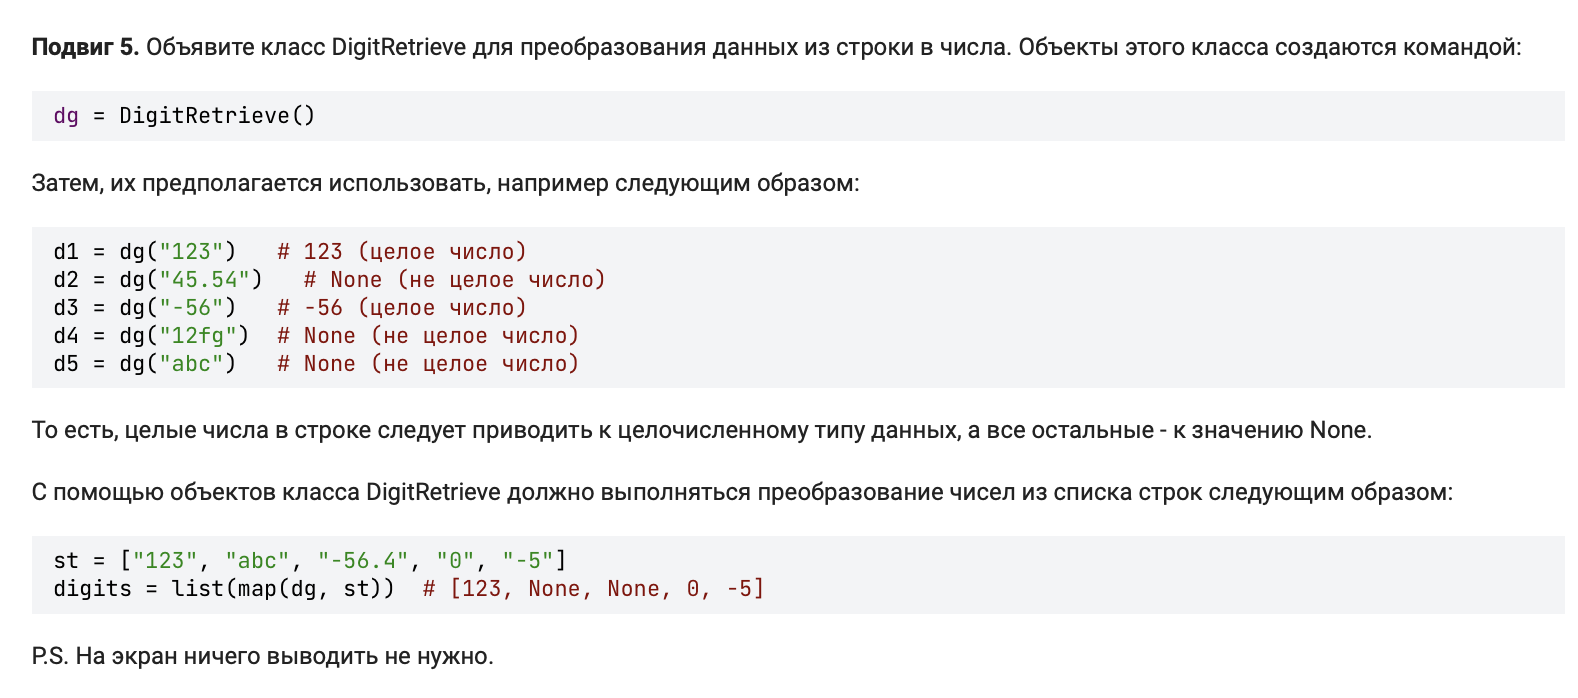 Подвиг 5. Объявите класс DigitRetrieve для преобразования данных из строки в числа. Объекты этого класса создаются командой:
dg = DigitRetrieve()
Затем, их предполагается использовать, например следующим образом:
d1 = dg("123")   # 123 (целое число)
d2 = dg("45.54")   # None (не целое число)
d3 = dg("-56")   # -56 (целое число)
d4 = dg("12fg")  # None (не целое число)
d5 = dg("abc")   # None (не целое число)
То есть, целые числа в строке следует приводить к целочисленному типу данных, а все остальные - к значению None.
С помощью объектов класса DigitRetrieve должно выполняться преобразование чисел из списка строк следующим образом:
st = ["123", "abc", "-56.4", "0", "-5"]
digits = list(map(dg, st))  # [123, None, None, 0, -5]
P.S. На экран ничего выводить не нужно.